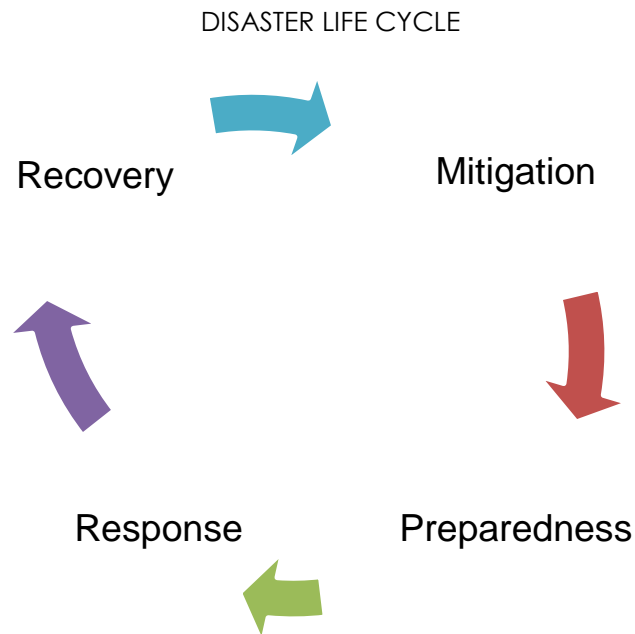 DISASTER LIFE CYCLE
Recovery
Mitigation
Response
Preparedness